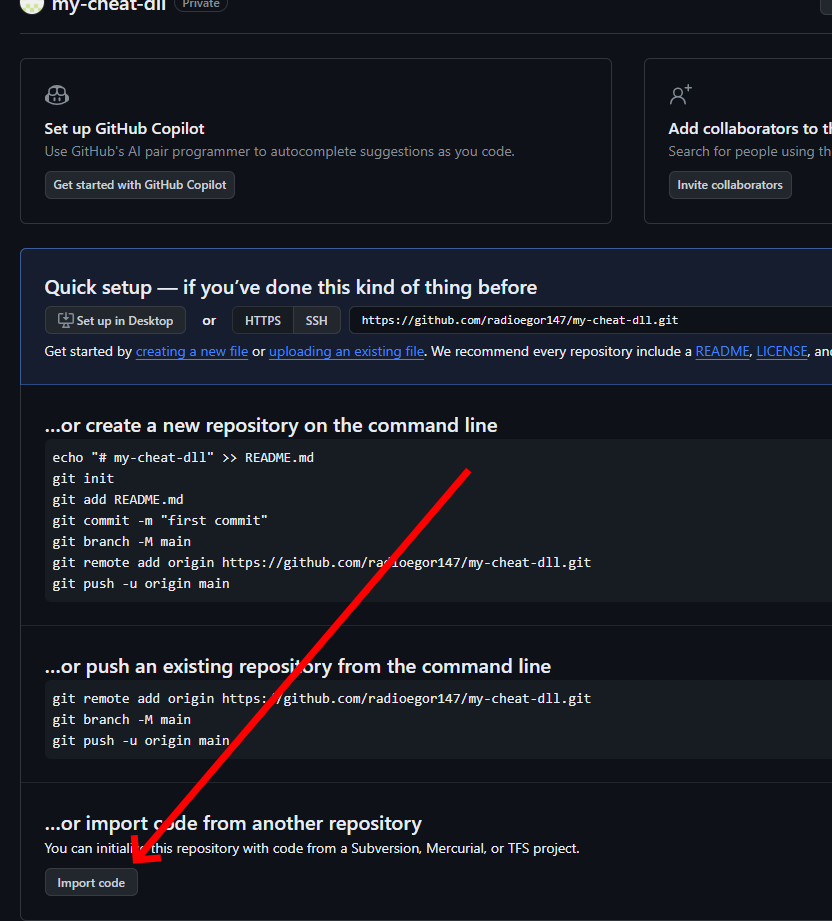 my-cheat-dll Private
Set up GitHub Copilot
Use GitHub's AI pair programmer to autocomplete suggestions as you code.
Get started with GitHub Copilot
Add collaborators to
Search for people using
Invite collaborators
Quick setup — if you've done this kind of thing before
Set up in Desktop or HTTPS SSH https://github.com/radioegor147/my-cheat-dll.git
Get started by creating a new file or uploading an existing file. We recommend every repository include a README, LICENSE, and
...or create a new repository on the command line
echo "# my-cheat-dll" >> README.md
git init
git add README.md
git commit -m "first commit"
git branch -M main
git remote add origin https://github.com/radioegor147/my-cheat-dll.git
git push -u origin main
...or push an existing repository from the command line
git remote add origin https://github.com/radioegor147/my-cheat-dll.git
git branch -M main
git push -u origin main
...or import code from another repository
You can initialize this repository with code from a Subversion, Mercurial, or TFS project.
Import code